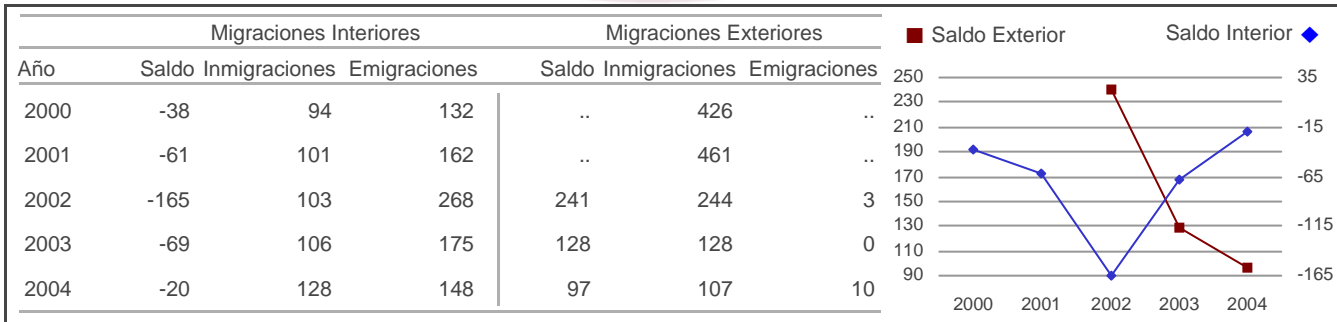 Migraciones Interiores Migraciones Exteriores
Año Saldo Inmigraciones Emigraciones Saldo Inmigraciones Emigraciones
2000 -38 94 132 .. 426 ..
2001 -61 101 162 .. 461 ..
2002 -165 103 268 241 244 3
2003 -69 106 175 128 128 0
2004 -20 128 148 97 107 10
Saldo Exterior Saldo Interior
250 35
230
210 -15
190
170 -65
150
130 -115
110
90 -165
2000 2001 2002 2003 2004